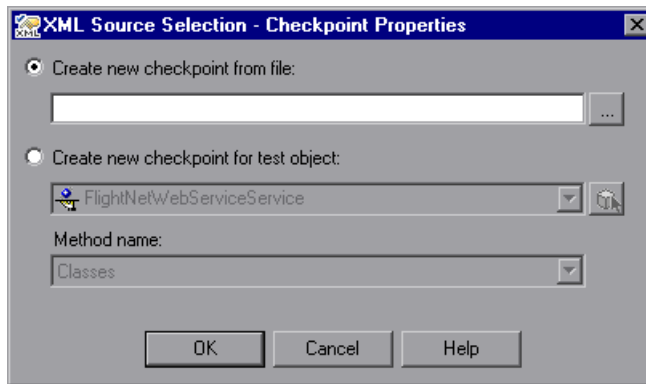 XML Source Selection - Checkpoint Properties
Create new checkpoint from file:
...
Create new checkpoint for test object:
FlightNetWebServiceService
Method name:
Classes
OK Cancel Help